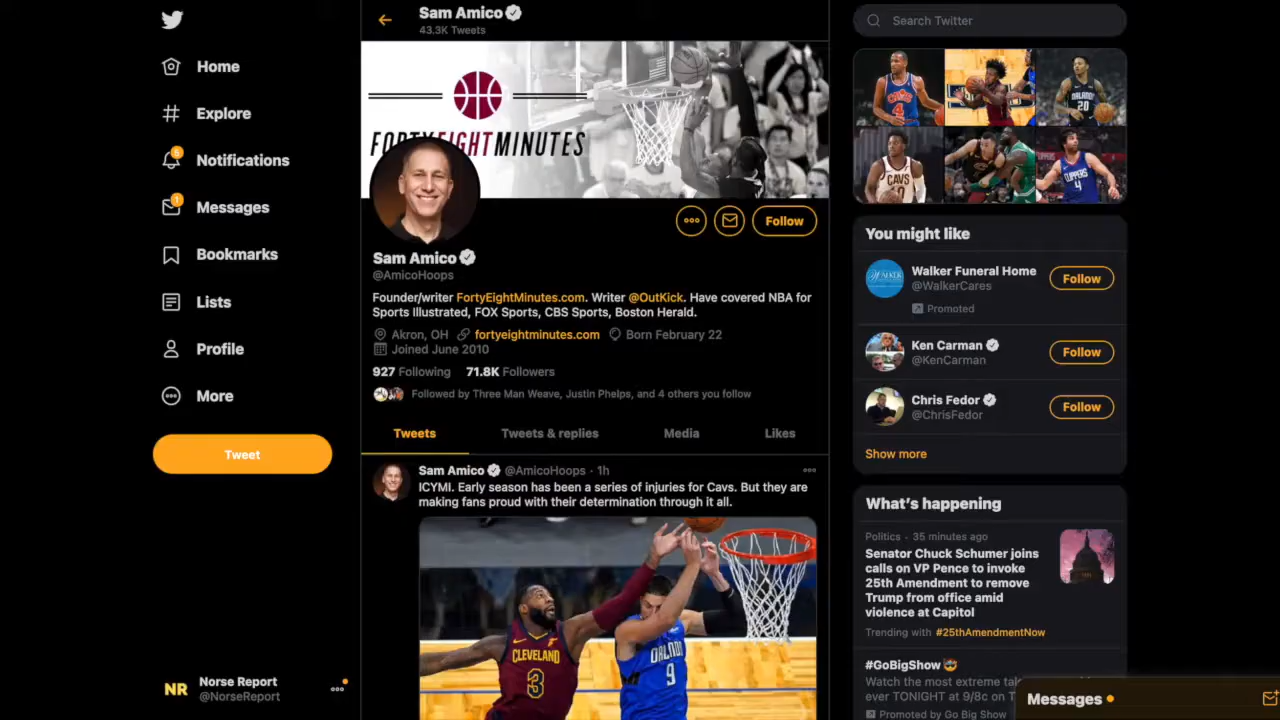 Home
Explore
5
Notifications
1
Messages
Bookmarks
Lists
Profile
More
Tweet
NR
Norse Report
@NorseReport
Sam Amico
43.3K Tweets
FORTYEIGHTMINUTES
Follow
Sam Amico
@AmicoHoops
Founder/writer FortyEightMinutes.com. Writer @OutKick. Have covered NBA for
Sports Illustrated, FOX Sports, CBS Sports, Boston Herald.
Akron, OH fortyeightminutes.com Born February 22
Joined June 2010
927 Following 71.8K Followers
Followed by Three Man Weave, Justin Phelps, and 4 others you follow
Tweets Tweets & replies Media Likes
Sam Amico @AmicoHoops · 1h
ICYMI. Early season has been a series of injuries for Cavs. But they are
making fans proud with their determination through it all.
CLEVELAND
3
ORLANDO
9
Search Twitter
4
ORLANDO
20
CAVS
CLIPPERS
4
You might like
Walker Funeral Home
@WalkerCares
Promoted
Follow
Ken Carman
@KenCarman
Follow
Chris Fedor
@ChrisFedor
Follow
Show more
What's happening
Politics · 35 minutes ago
Senator Chuck Schumer joins
calls on VP Pence to invoke
25th Amendment to remove
Trump from office amid
violence at Capitol
Trending with #25thAmendmentNow
#GoBigShow
Watch the most extreme
ever TONIGHT at 9/8c on
Promoted by Go Big Show
Messages